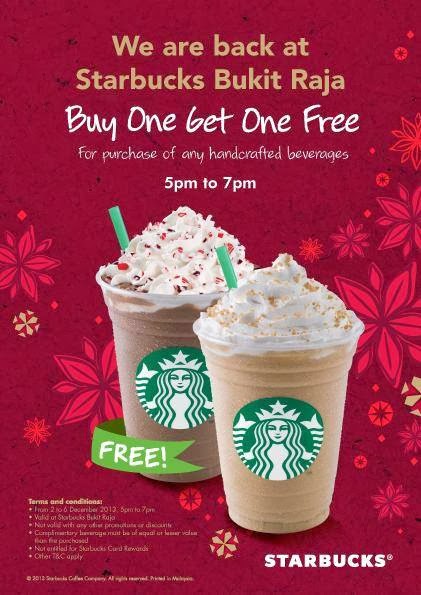 We are back at
Starbucks Bukit Raja
Buy One Get One Free
For purchase of any handcrafted beverages
5pm to 7pm
FREE!
Terms and conditions:
• From 2 to 6 December 2013, 5pm to 7pm
• Valid at Starbucks Bukit Raja
• Not valid with any other promotions or discounts
• Complimentary beverage must be of equal or lesser value
than the purchased
• Not entitled for Starbucks Card Rewards
• Other T&C apply
STARBUCKS®
© 2013 Starbucks Coffee Company. All rights reserved. Printed in Malaysia.